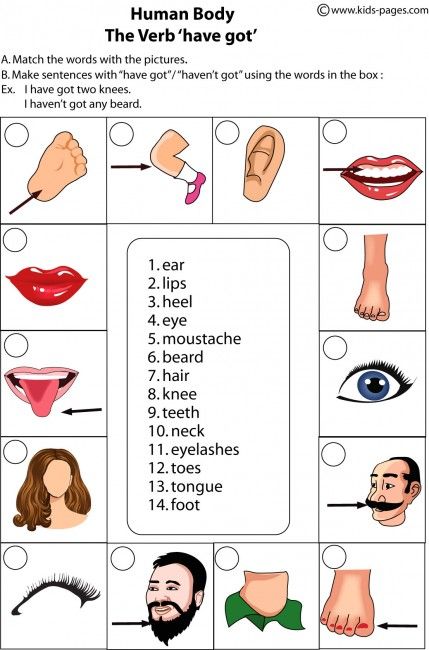 © www.kids-pages.com
Human Body
The Verb ‘have got’
A. Match the words with the pictures.
B. Make sentences with “have got”/“haven’t got” using the words in the box :
Ex. I have got two knees.
I haven’t got any beard.
1. ear
2. lips
3. heel
4. eye
5. moustache
6. beard
7. hair
8. knee
9. teeth
10. neck
11. eyelashes
12. toes
13. tongue
14. foot